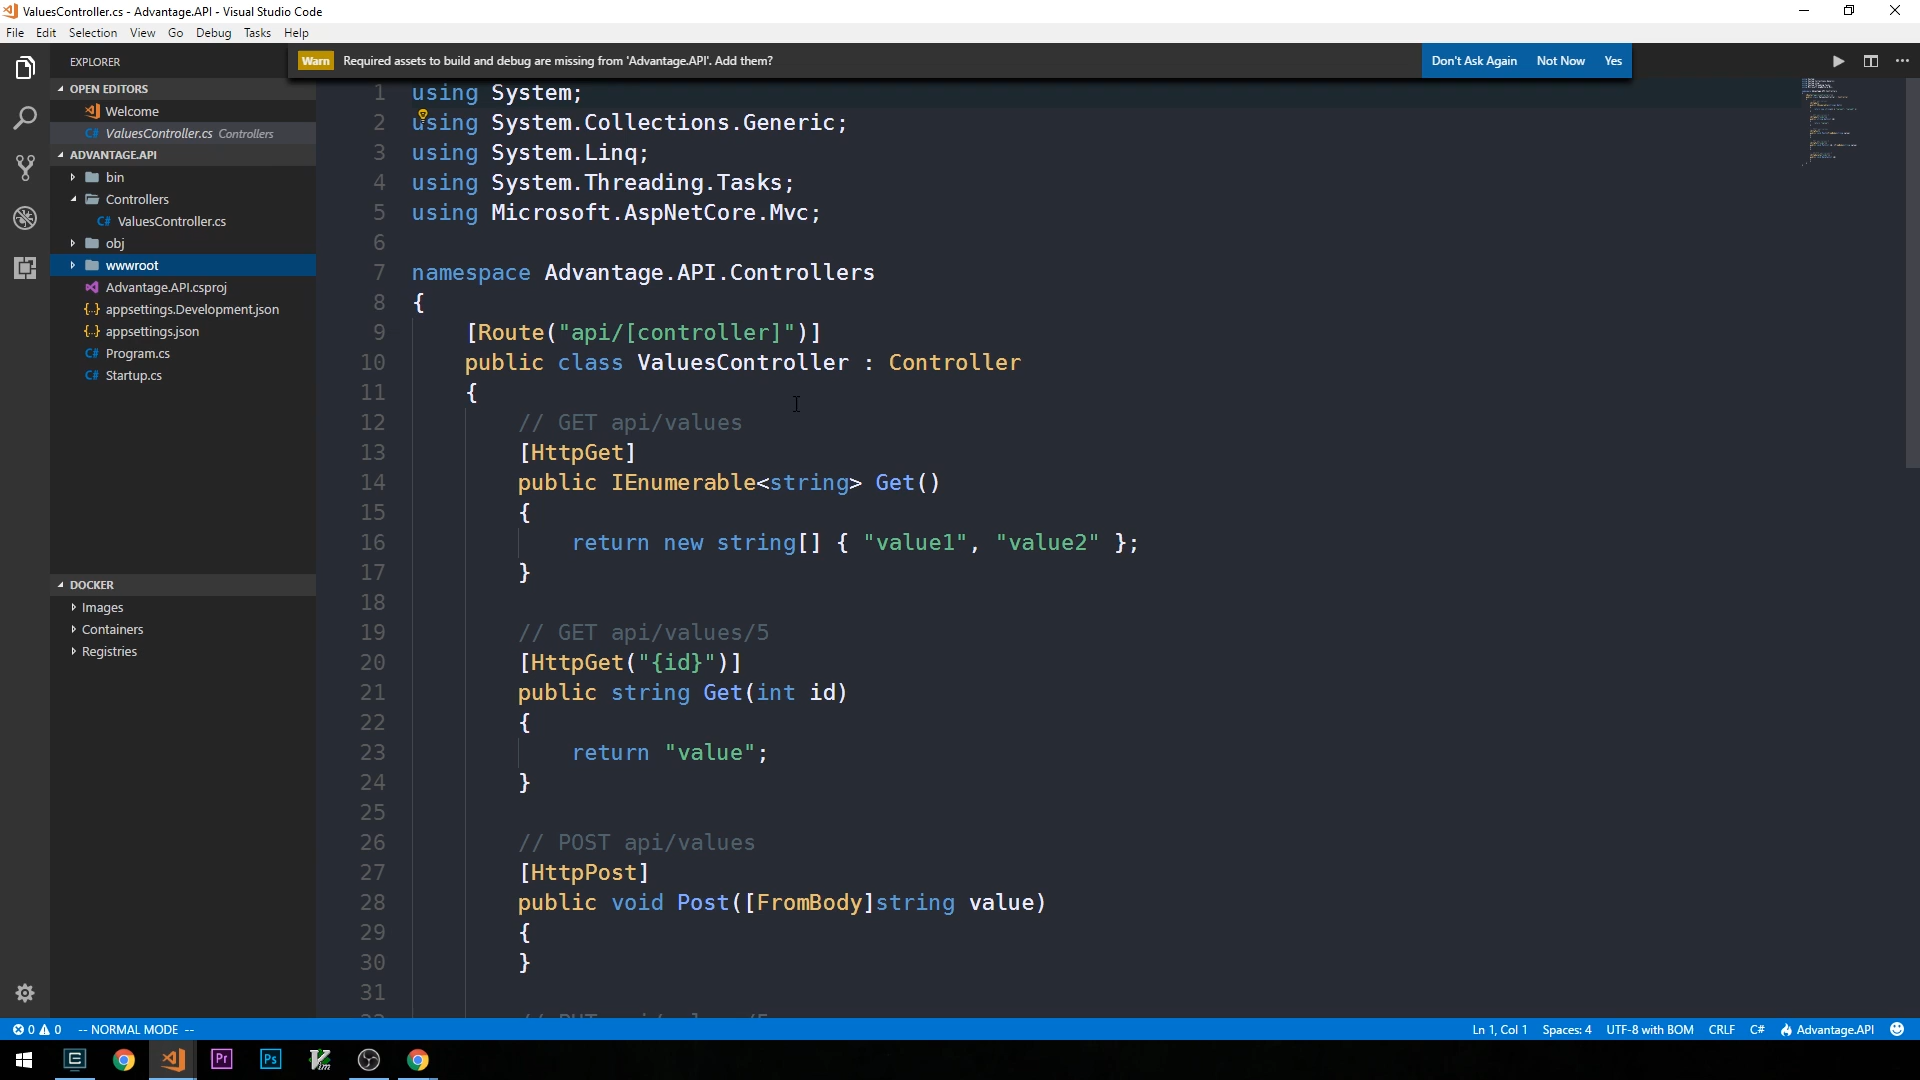 ValuesController.cs - Advantage.API - Visual Studio Code
File Edit Selection View Go Debug Tasks Help
EXPLORER
Warn Required assets to build and debug are missing from 'Advantage.API'. Add them? Don't Ask Again Not Now Yes
OPEN EDITORS
Welcome
C# ValuesController.cs Controllers
ADVANTAGE.API
bin
Controllers
C# ValuesController.cs
obj
wwwroot
Advantage.API.csproj
{..} appsettings.Development.json
{..} appsettings.json
C# Program.cs
C# Startup.cs
DOCKER
Images
Containers
Registries
1 using System;
2 using System.Collections.Generic;
3 using System.Linq;
4 using System.Threading.Tasks;
5 using Microsoft.AspNetCore.Mvc;
6
7 namespace Advantage.API.Controllers
8 {
9 [Route("api/[controller]")]
10 public class ValuesController : Controller
11 {
12 // GET api/values
13 [HttpGet]
14 public IEnumerable<string> Get()
15 {
16 return new string[] { "value1", "value2" };
17 }
18
19 // GET api/values/5
20 [HttpGet("{id}")]
21 public string Get(int id)
22 {
23 return "value";
24 }
25
26 // POST api/values
27 [HttpPost]
28 public void Post([FromBody]string value)
29 {
30 }
31
0 0 -- NORMAL MODE -- Ln 1, Col 1 Spaces: 4 UTF-8 with BOM CRLF C# Advantage.API
Pr Ps Vim